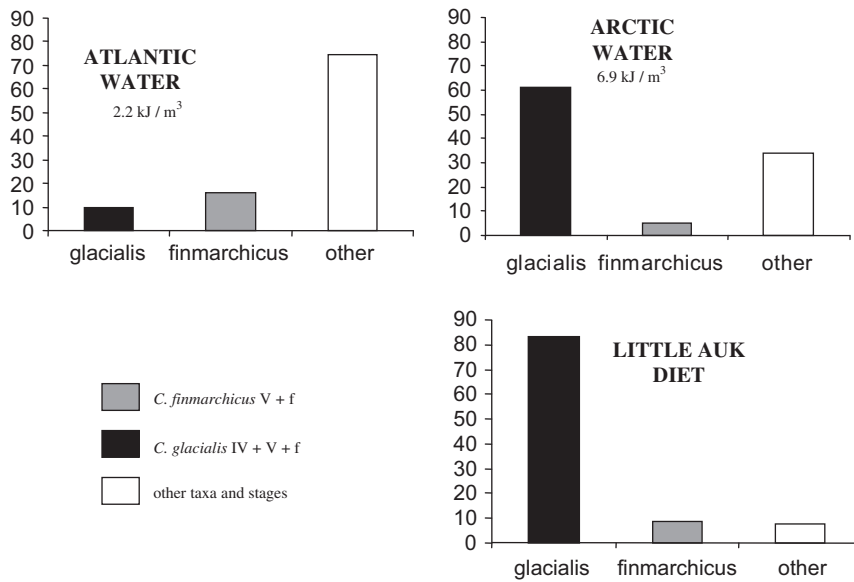 90
80
70
60
50
40
30
20
10
0
ATLANTIC
WATER
2.2 kJ / m³
glacialis finmarchicus other
90
80
70
60
50
40
30
20
10
0
ARCTIC
WATER
6.9 kJ / m³
glacialis finmarchicus other
C. finmarchicus V + f
C. glacialis IV + V + f
other taxa and stages
90
80
70
60
50
40
30
20
10
0
LITTLE AUK
DIET
glacialis finmarchicus other